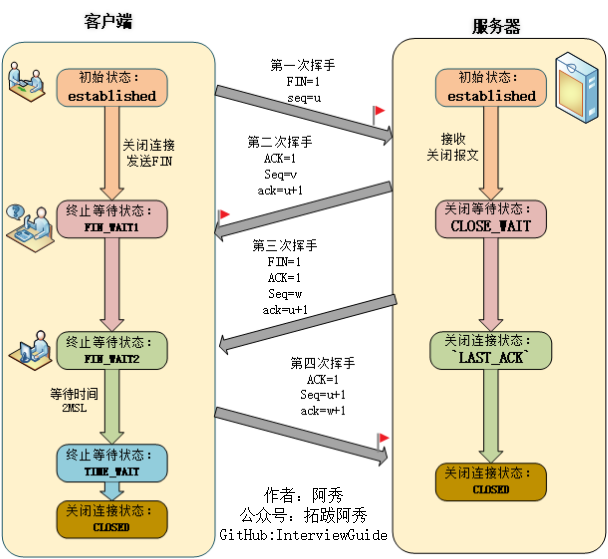 客户端
初始状态：
established
关闭连接
发送FIN
终止等待状态：
FIN_WAIT1
终止等待状态：
FIN_WAIT2
等待时间
2MSL
终止等待状态：
TIME_WAIT
关闭连接状态：
CLOSED
第一次挥手
FIN=1
seq=u
第二次挥手
ACK=1
Seq=v
ack=u+1
第三次挥手
FIN=1
ACK=1
Seq=w
ack=u+1
第四次挥手
ACK=1
Seq=u+1
ack=w+1
作者：阿秀
公众号：拓跋阿秀
GitHub:InterviewGuide
服务器
初始状态：
established
接收
关闭报文
关闭等待状态：
CLOSE_WAIT
关闭连接状态：
`LAST_ACK`
关闭连接状态：
CLOSED